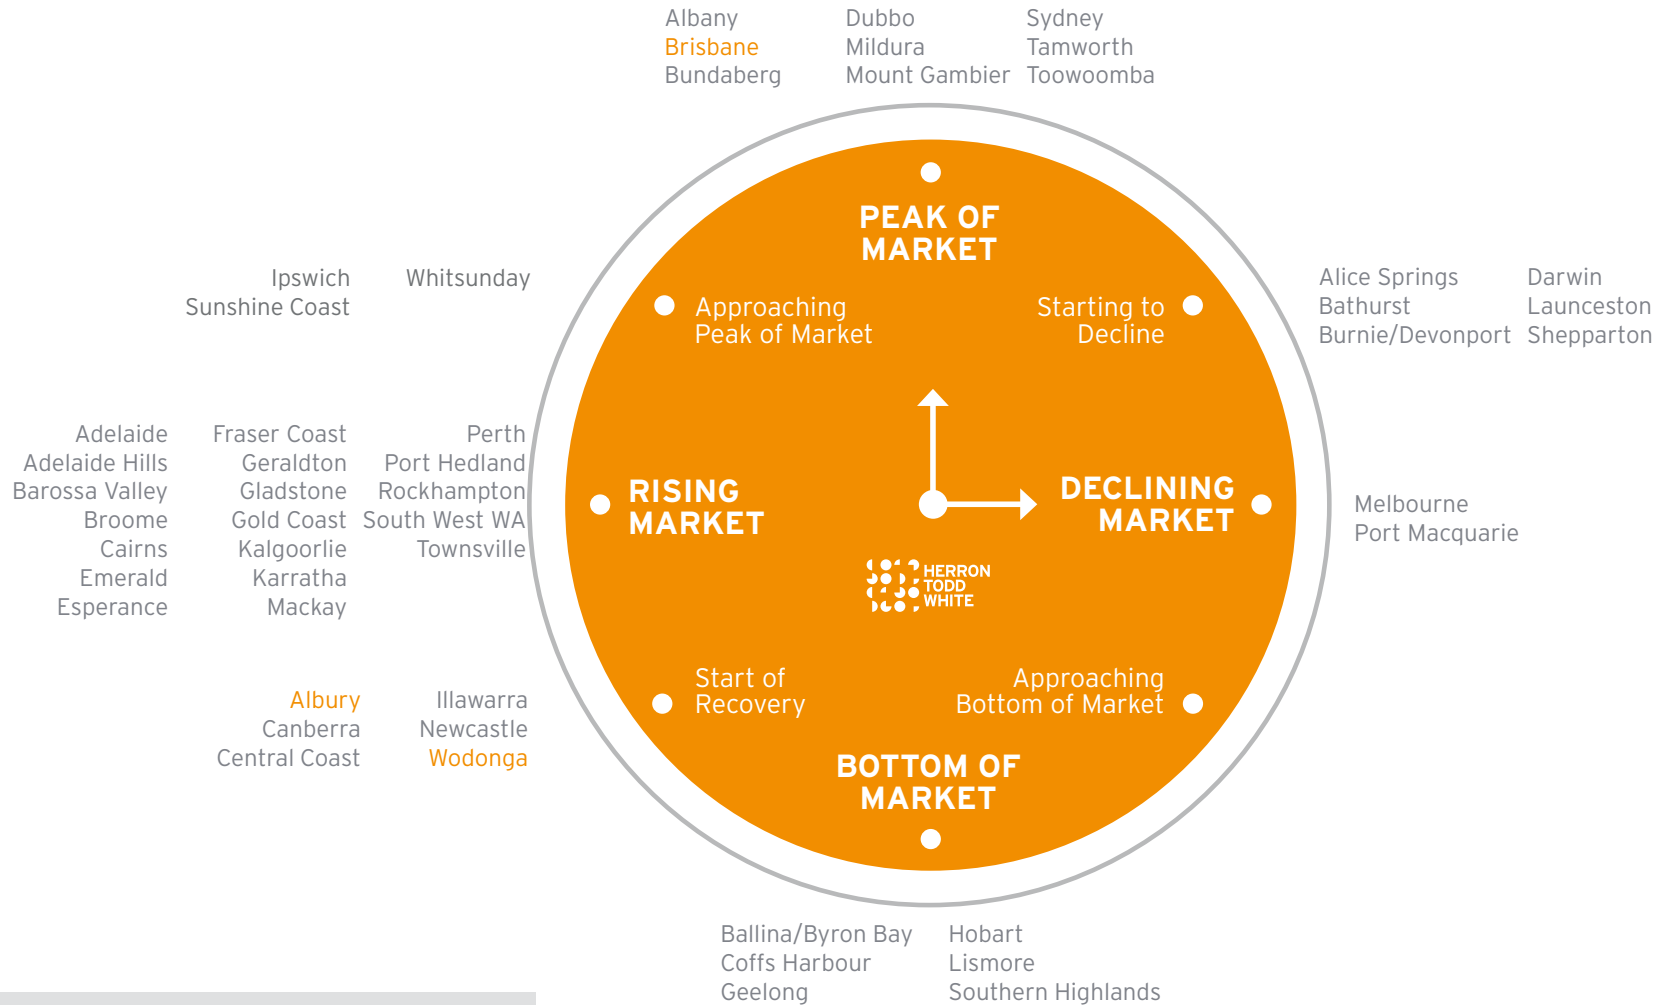 Albany Dubbo Sydney
Brisbane Mildura Tamworth
Bundaberg Mount Gambier Toowoomba
PEAK OF
MARKET
Ipswich Whitsunday
Sunshine Coast
Approaching
Peak of Market
Starting to
Decline
Alice Springs Darwin
Bathurst Launceston
Burnie/Devonport Shepparton
Adelaide Fraser Coast Perth
Adelaide Hills Geraldton Port Hedland
Barossa Valley Gladstone Rockhampton
Broome Gold Coast South West WA
Cairns Kalgoorlie Townsville
Emerald Karratha
Esperance Mackay
RISING
MARKET
DECLINING
MARKET
Melbourne
Port Macquarie
HERRON
TODD
WHITE
Albury Illawarra
Canberra Newcastle
Central Coast Wodonga
Start of
Recovery
Approaching
Bottom of Market
BOTTOM OF
MARKET
Ballina/Byron Bay Hobart
Coffs Harbour Lismore
Geelong Southern Highlands